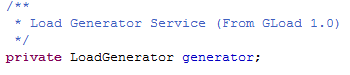 /**
 * Load Generator Service (From GLoad 1.0)
 */
private LoadGenerator generator;